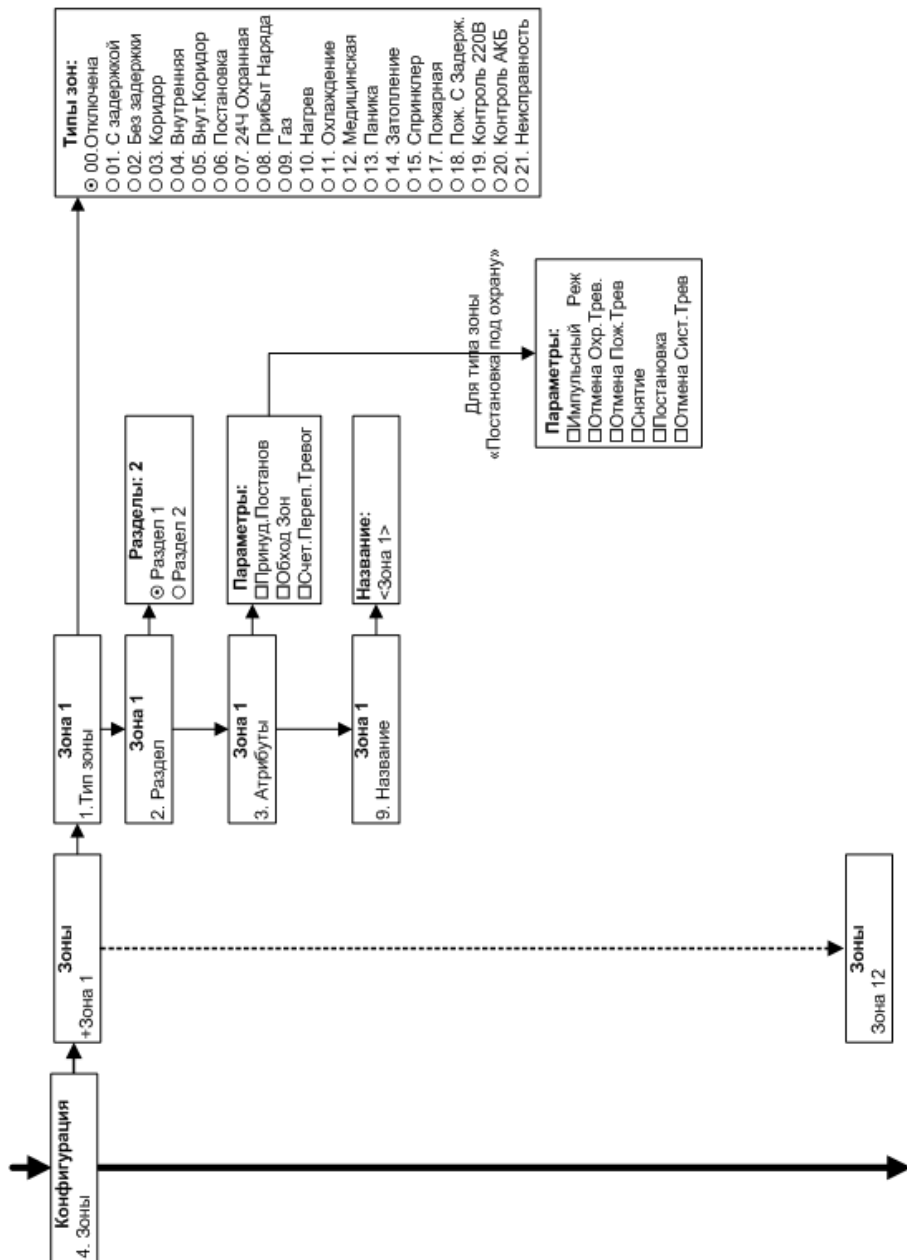 Конфигурация
4. Зоны
Зоны
+Зона 1
Зона 1
1.Тип зоны
Типы зон:
00.Отключена
01. С задержкой
02. Без задержки
03. Коридор
04. Внутренняя
05. Внут.Коридор
06. Постановка
07. 24Ч Охранная
08. Прибыт Наряда
09. Газ
10. Нагрев
11. Охлаждение
12. Медицинская
13. Паника
14. Затопление
15. Спринклер
17. Пожарная
18. Пож. С Задерж.
19. Контроль 220В
20. Контроль АКБ
21. Неисправность
Зона 1
2. Раздел
Разделы: 2
Раздел 1
Раздел 2
Зона 1
3. Атрибуты
Параметры:
Принуд.Постанов
Обход Зон
Счет.Переп.Тревог
Зона 1
9. Название
Название:
<Зона 1>
Для типа зоны
«Постановка под охрану»
Параметры:
Импульсный Реж
Отмена Охр.Трев.
Отмена Пож.Трев
Снятие
Постановка
Отмена Сист.Трев
Зоны
Зона 12